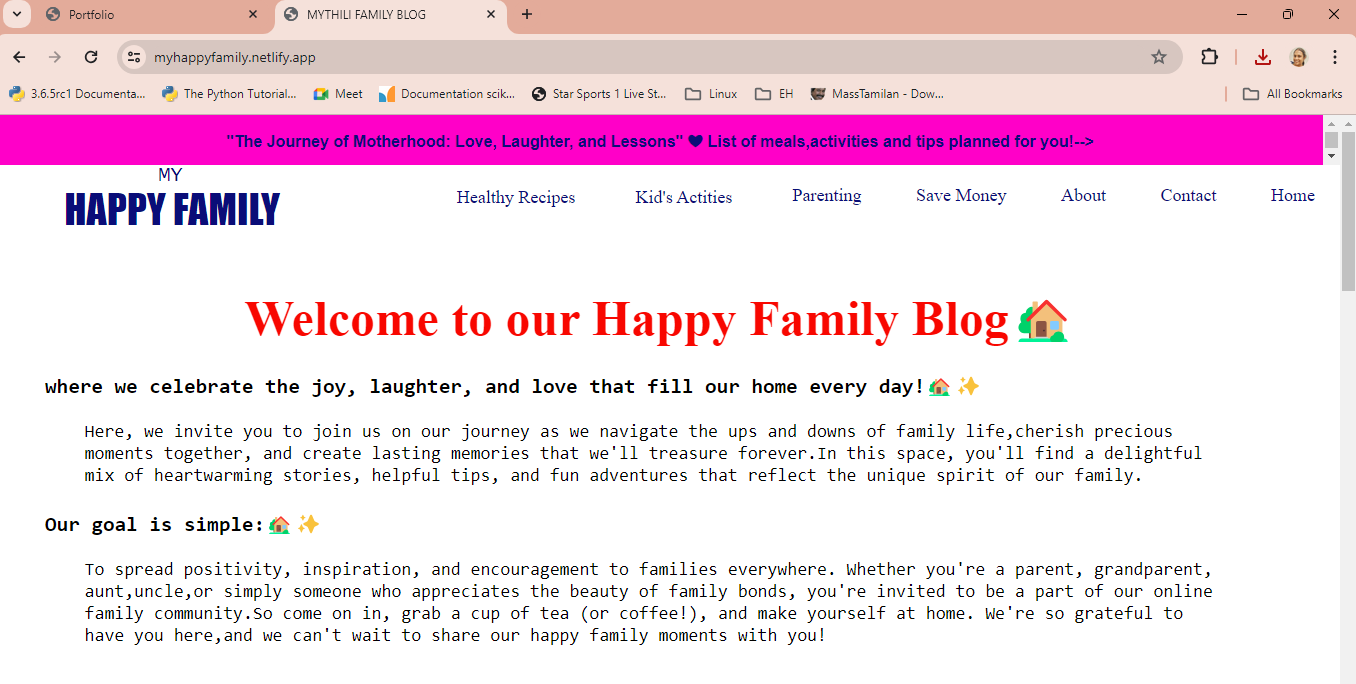 Portfolio
MYTHILI FAMILY BLOG
myhappyfamily.netlify.app
3.6.5rc1 Documenta...
The Python Tutorial...
Meet
Documentation scik...
Star Sports 1 Live St...
Linux
EH
MassTamilan - Dow...
All Bookmarks
"The Journey of Motherhood: Love, Laughter, and Lessons" 🖤 List of meals,activities and tips planned for you!-->
MY
HAPPY FAMILY
Healthy Recipes
Kid's Actities
Parenting
Save Money
About
Contact
Home
Welcome to our Happy Family Blog🏡
where we celebrate the joy, laughter, and love that fill our home every day!🏡✨
Here, we invite you to join us on our journey as we navigate the ups and downs of family life,cherish precious
moments together, and create lasting memories that we'll treasure forever.In this space, you'll find a delightful
mix of heartwarming stories, helpful tips, and fun adventures that reflect the unique spirit of our family.
Our goal is simple:🏡✨
To spread positivity, inspiration, and encouragement to families everywhere. Whether you're a parent, grandparent,
aunt,uncle,or simply someone who appreciates the beauty of family bonds, you're invited to be a part of our online
family community.So come on in, grab a cup of tea (or coffee!), and make yourself at home. We're so grateful to
have you here,and we can't wait to share our happy family moments with you!